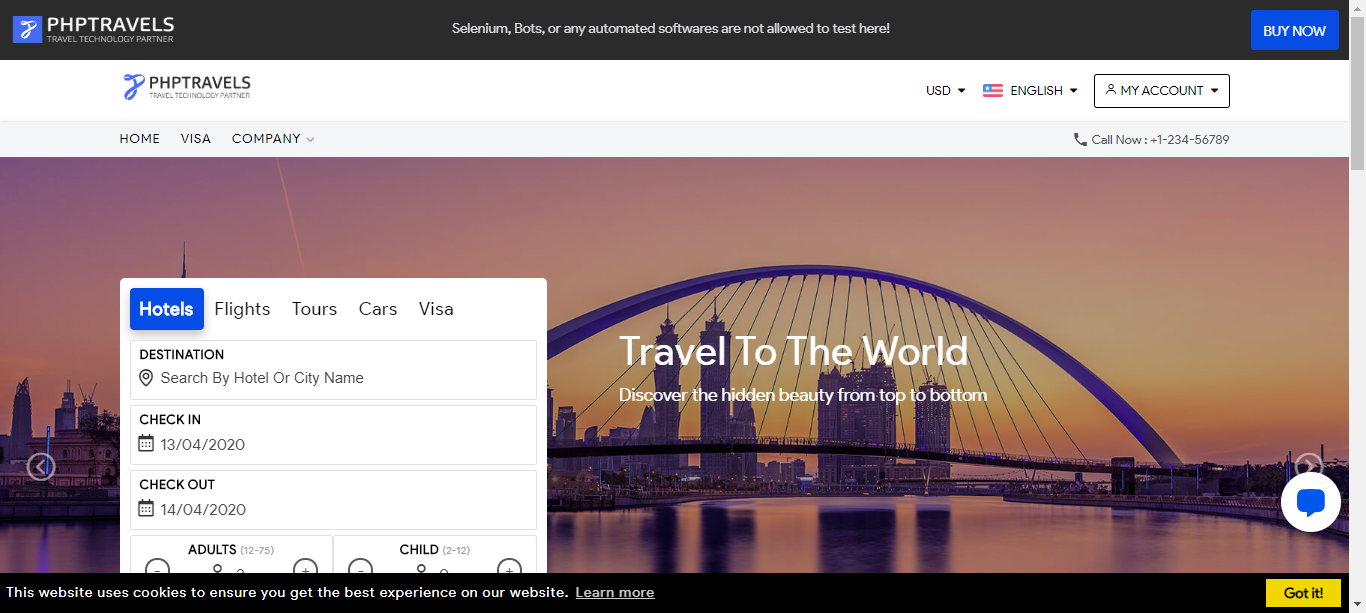 PHPTRAVELS
TRAVEL TECHNOLOGY PARTNER
Selenium, Bots, or any automated softwares are not allowed to test here!
BUY NOW
PHPTRAVELS
TRAVEL TECHNOLOGY PARTNER
USD
ENGLISH
MY ACCOUNT
HOME VISA COMPANY
Call Now : +1-234-56789
Hotels Flights Tours Cars Visa
DESTINATION
Search By Hotel Or City Name
CHECK IN
13/04/2020
CHECK OUT
14/04/2020
ADULTS (12-75)
CHILD (2-12)
Travel To The World
Discover the hidden beauty from top to bottom
This website uses cookies to ensure you get the best experience on our website. Learn more
Got it!